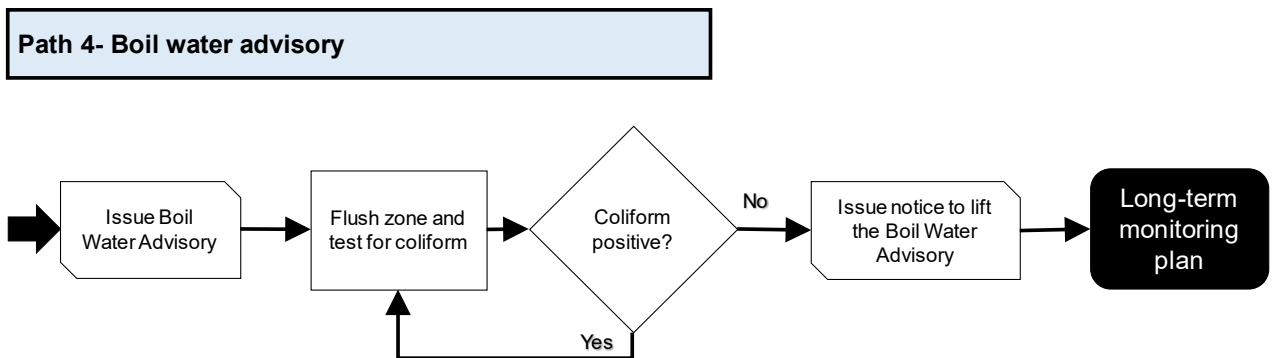 Path 4- Boil water advisory
Issue Boil
Water Advisory
Flush zone and
test for coliform
Coliform
positive?
No
Yes
Issue notice to lift
the Boil Water
Advisory
Long-term
monitoring
plan